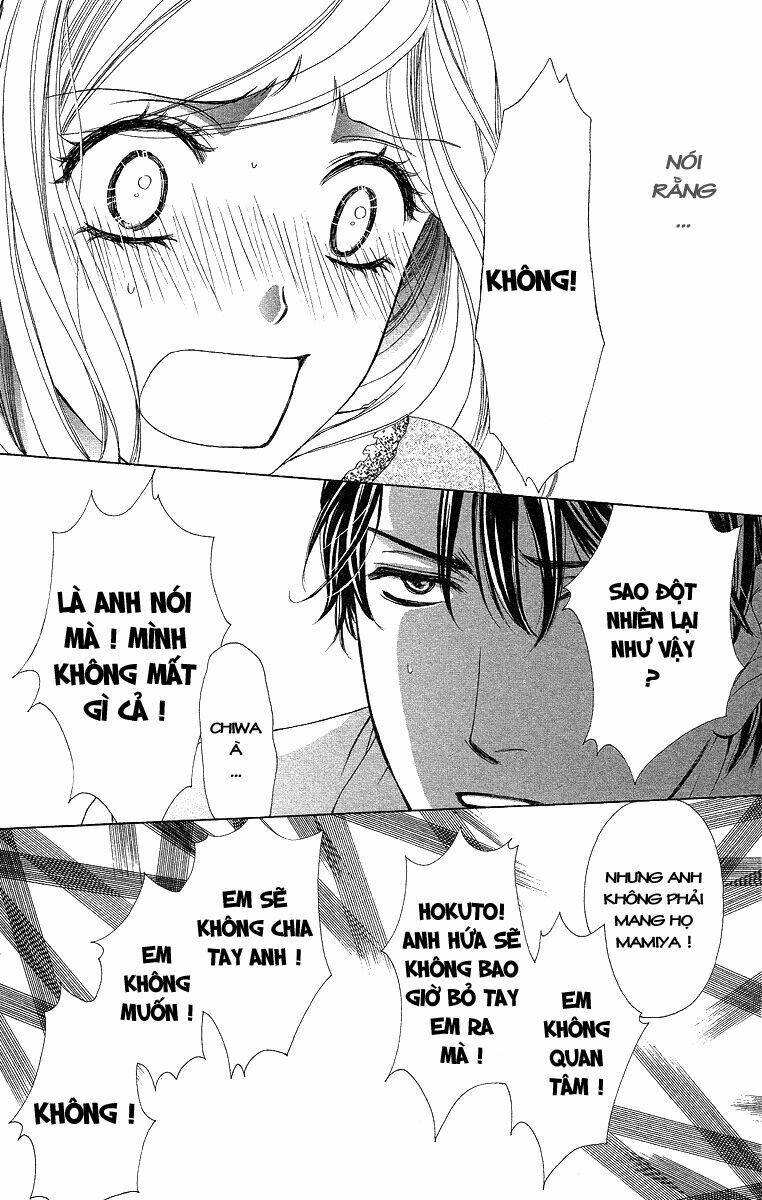 NÓI
RẰNG
...
KHÔNG!
SAO ĐỘT
NHIÊN LẠI
NHƯ VẬY
?
LÀ ANH NÓI
MÀ ! MÌNH
KHÔNG MẤT
GÌ CẢ !
CHIWA
À
...
NHƯNG ANH
KHÔNG PHẢI
MANG HỌ
MAMIYA !
EM
KHÔNG
QUAN
TÂM !
HOKUTO!
ANH HỨA SẼ
KHÔNG BAO
GIỜ BỎ TAY
EM RA
MÀ !
EM SẼ
KHÔNG CHIA
TAY ANH !
EM
KHÔNG
MUỐN !
KHÔNG !